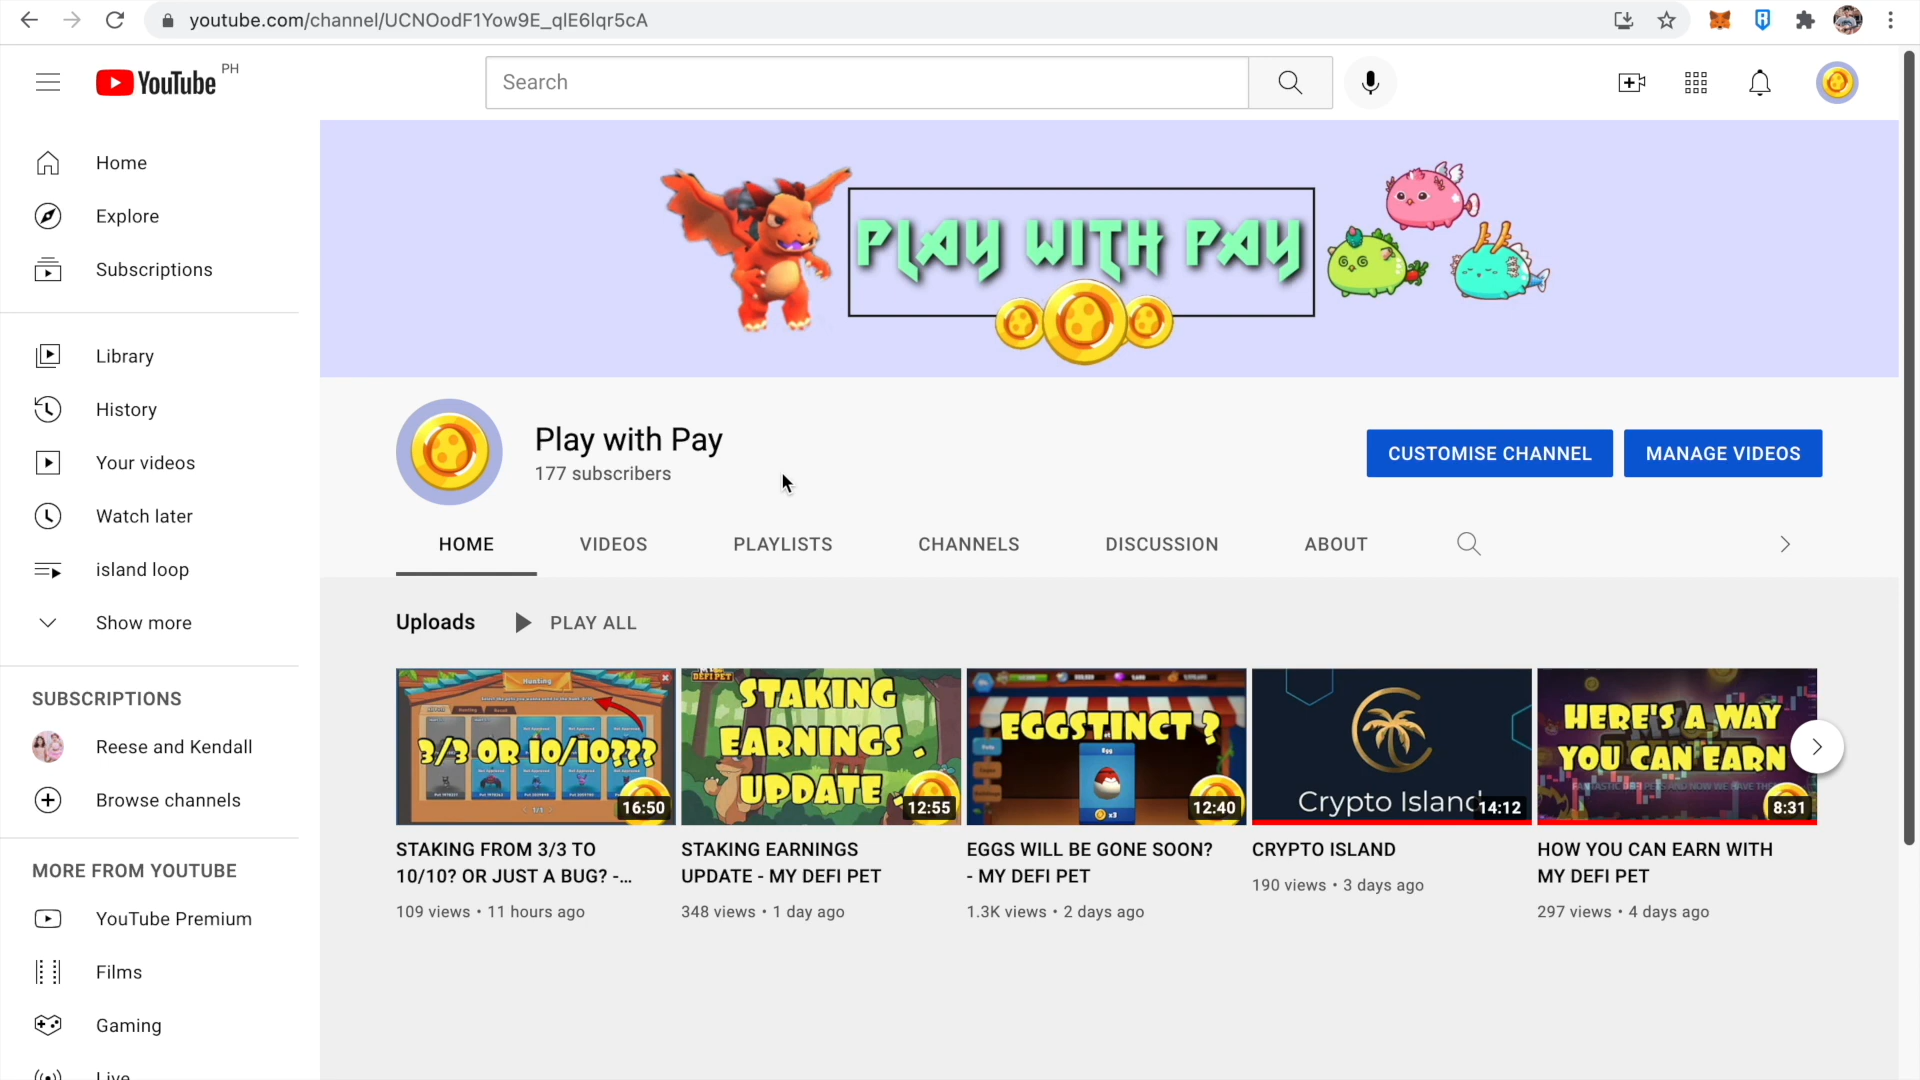 youtube.com/channel/UCNOodF1Yow9E_qlE6lqr5cA
YouTube PH
Search
Home
Explore
Subscriptions
Library
History
Your videos
Watch later
island loop
Show more
SUBSCRIPTIONS
Reese and Kendall
Browse channels
MORE FROM YOUTUBE
YouTube Premium
Films
Gaming
Live
PLAY WITH PAY
Play with Pay
177 subscribers
CUSTOMISE CHANNEL
MANAGE VIDEOS
HOME VIDEOS PLAYLISTS CHANNELS DISCUSSION ABOUT
Uploads PLAY ALL
Hunting
3/3 OR 10/10???
16:50
STAKING FROM 3/3 TO
10/10? OR JUST A BUG? -...
109 views • 11 hours ago
DEFI PET
STAKING
EARNINGS
UPDATE
12:55
STAKING EARNINGS
UPDATE - MY DEFI PET
348 views • 1 day ago
EGGSTINCT ?
Egg
x3
12:40
EGGS WILL BE GONE SOON?
- MY DEFI PET
1.3K views • 2 days ago
Crypto Island
14:12
CRYPTO ISLAND
190 views • 3 days ago
HERE'S A WAY
YOU CAN EARN
8:31
HOW YOU CAN EARN WITH
MY DEFI PET
297 views • 4 days ago